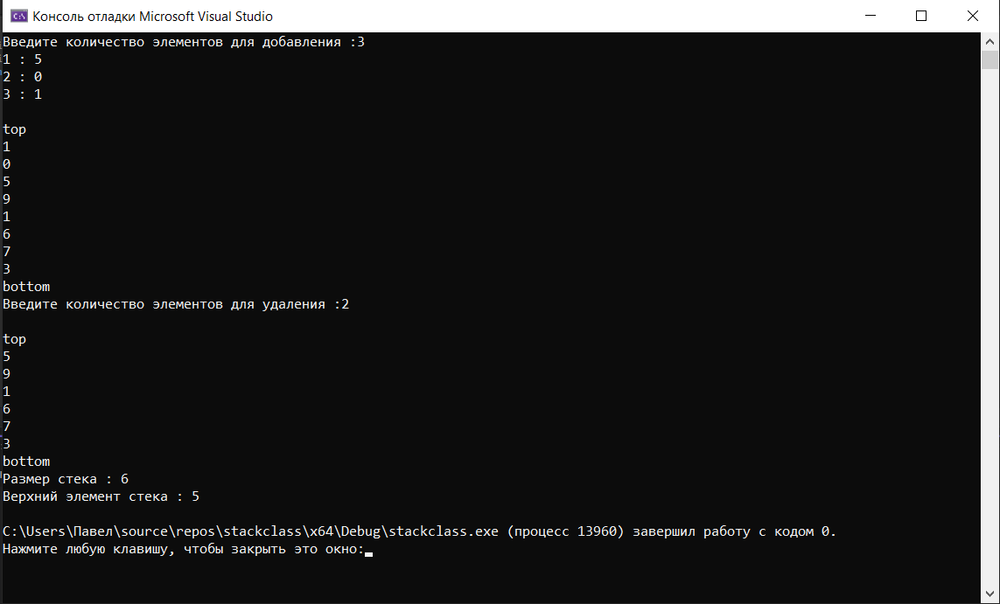 Консоль отладки Microsoft Visual Studio
Введите количество элементов для добавления :3
1 : 5
2 : 0
3 : 1
top
1
0
5
9
1
6
7
3
bottom
Введите количество элементов для удаления :2
top
5
9
1
6
7
3
bottom
Размер стека : 6
Верхний элемент стека : 5
C:\Users\Павел\source\repos\stackclass\x64\Debug\stackclass.exe (процесс 13960) завершил работу с кодом 0.
Нажмите любую клавишу, чтобы закрыть это окно: